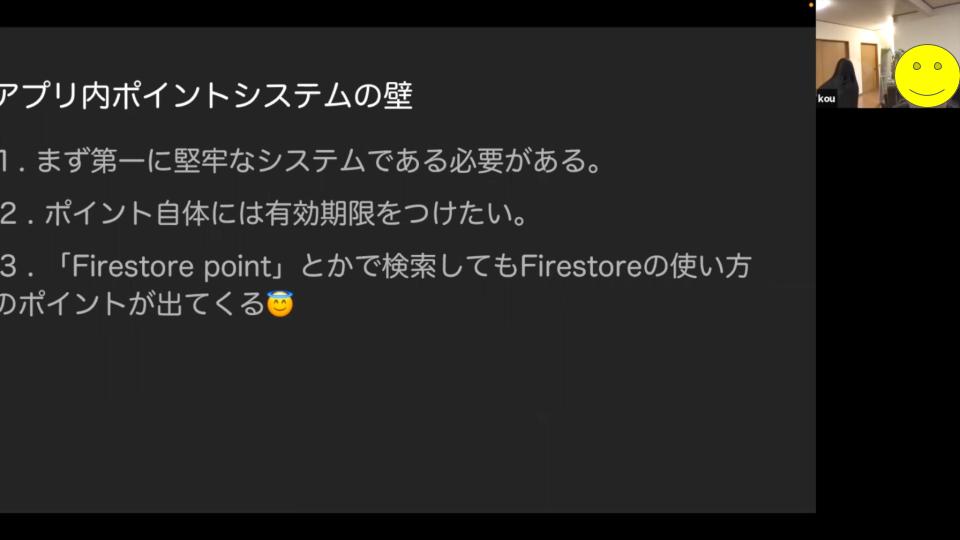 アプリ内ポイントシステムの壁
1 . まず第一に堅牢なシステムである必要がある。
2 . ポイント自体には有効期限をつけたい。
3 . 「Firestore point」とかで検索してもFirestoreの使い方
のポイントが出てくる😇
kou